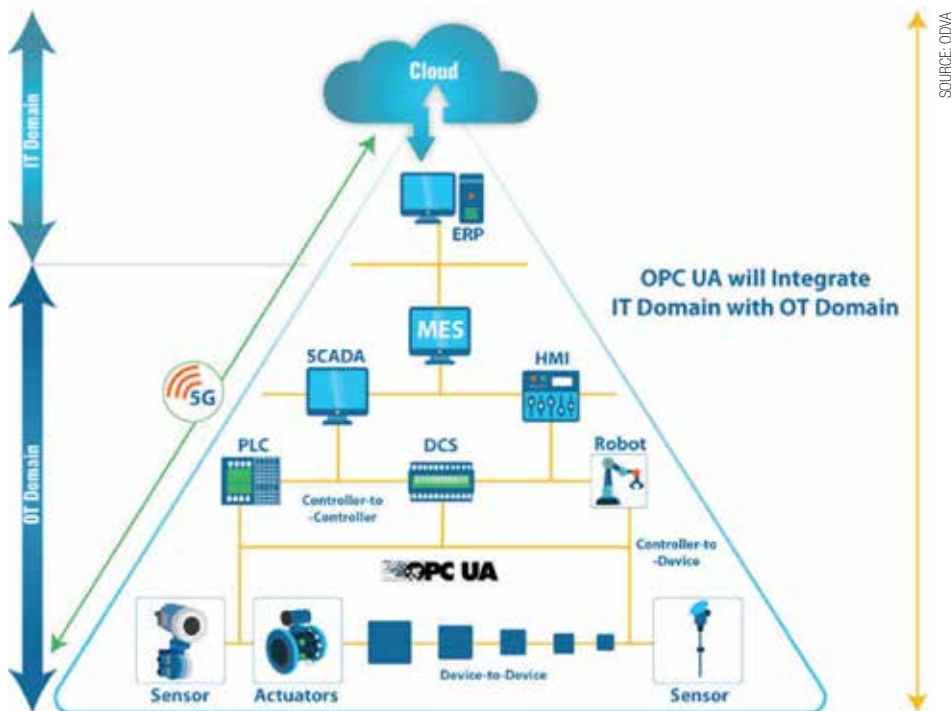 SOURCE: ODVA
Cloud
IT Domain
ERP
OPC UA will Integrate
IT Domain with OT Domain
MES
SCADA
HMI
5G
PLC
DCS
Robot
OT Domain
Controller-to
-Controller
Controller-to
-Device
OPC UA
Device-to-Device
Sensor
Actuators
Sensor